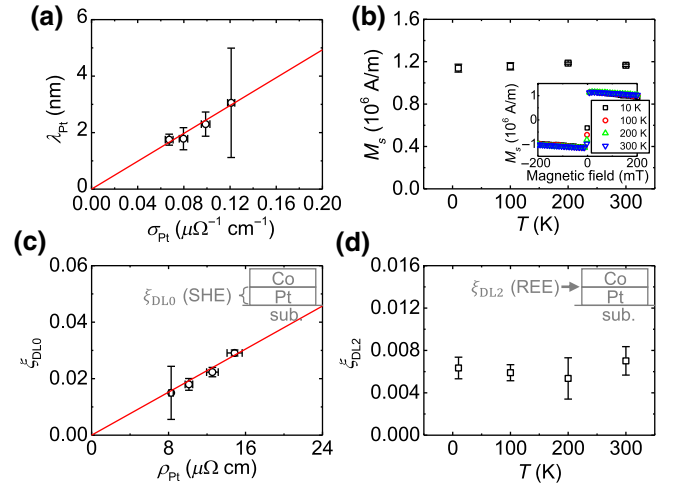 (a)
6
4
2
0
λPt (nm)
0.00 0.04 0.08 0.12 0.16 0.20
σPt (μΩ⁻¹ cm⁻¹)
(b)
1.6
1.2
0.8
0.4
0.0
Ms (10⁶ A/m)
1
0
−1
Ms (10⁶ A/m)
10 K
100 K
200 K
300 K
−200 0 200
Magnetic field (mT)
0 100 200 300
T (K)
(c)
0.06
0.04
0.02
0.00
ξDL0
Co
ξDL0 (SHE)
Pt
sub.
0 8 16 24
ρPt (μΩ cm)
(d)
0.016
0.012
0.008
0.004
0.000
ξDL2
Co
ξDL2 (REE)
Pt
sub.
0 100 200 300
T (K)